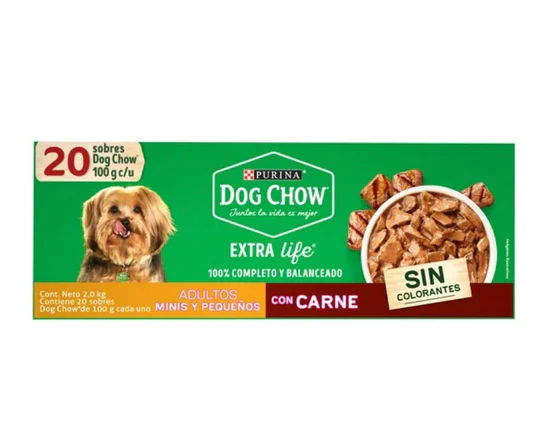 20
sobres
Dog Chow®
100 g c/u
PURINA
DOG CHOW™
Juntos la vida es mejor
EXTRA life®
100% COMPLETO Y BALANCEADO
SIN
COLORANTES
Cont. Neto 2,0 kg
Contiene 20 sobres
Dog Chow® de 100 g cada uno
ADULTOS
MINIS Y PEQUEÑOS
CON CARNE